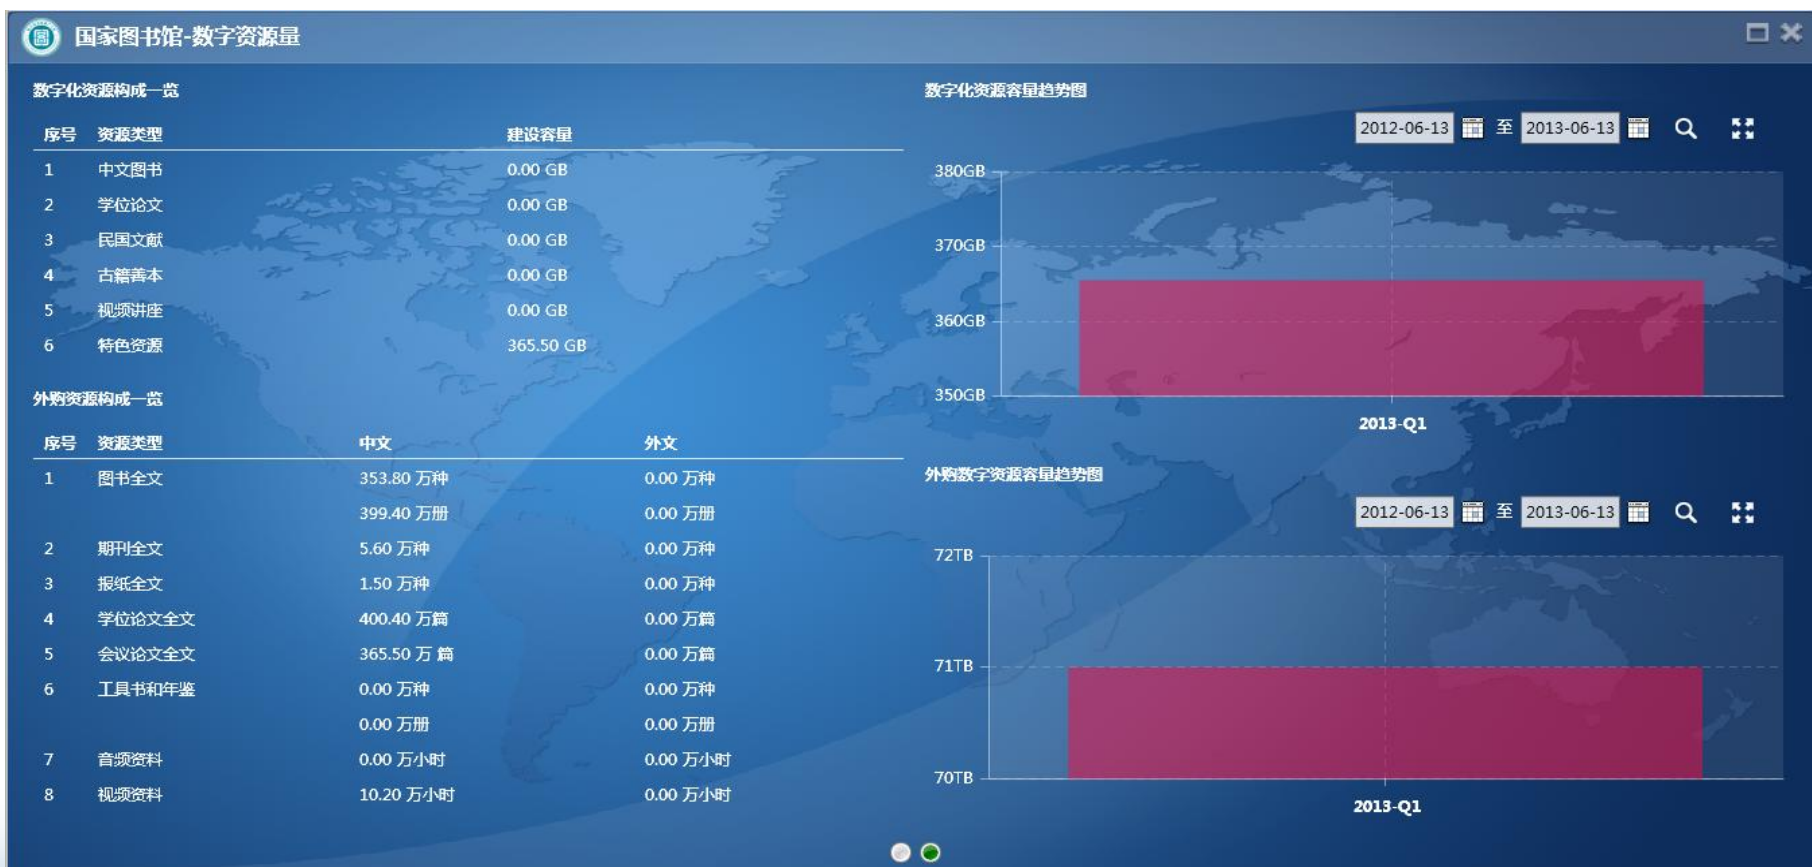 国家图书馆-数字资源量
数字化资源构成一览
序号 资源类型 建设容量
1 中文图书 0.00 GB
2 学位论文 0.00 GB
3 民国文献 0.00 GB
4 古籍善本 0.00 GB
5 视频讲座 0.00 GB
6 特色资源 365.50 GB
外购资源构成一览
序号 资源类型 中文 外文
1 图书全文 353.80 万种 0.00 万种
399.40 万册 0.00 万册
2 期刊全文 5.60 万种 0.00 万种
3 报纸全文 1.50 万种 0.00 万种
4 学位论文全文 400.40 万篇 0.00 万篇
5 会议论文全文 365.50 万 篇 0.00 万篇
6 工具书和年鉴 0.00 万种 0.00 万种
0.00 万册 0.00 万册
7 音频资料 0.00 万小时 0.00 万小时
8 视频资料 10.20 万小时 0.00 万小时
数字化资源容量趋势图
2012-06-13 至 2013-06-13
380GB
370GB
360GB
350GB
2013-Q1
外购数字资源容量趋势图
2012-06-13 至 2013-06-13
72TB
71TB
70TB
2013-Q1